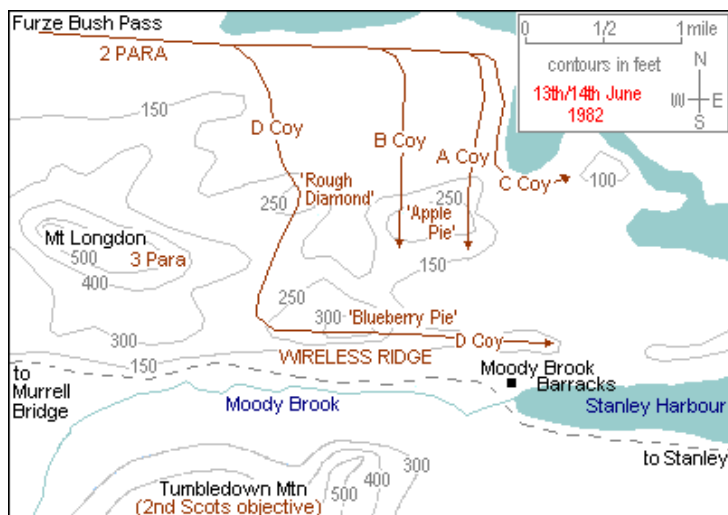 Furze Bush Pass
2 PARA
0 1/2 1 mile
contours in feet
13th/14th June
1982
N
W E
S
150
D Coy
B Coy
A Coy
C Coy
100
'Rough
Diamond'
250
250
'Apple
Pie'
150
Mt Longdon
500
3 Para
400
250
300
'Blueberry Pie'
D Coy
300
WIRELESS RIDGE
150
to
Murrell
Bridge
Moody Brook
Barracks
Moody Brook
Stanley Harbour
to Stanley
300
400
500
Tumbledown Mtn
(2nd Scots objective)